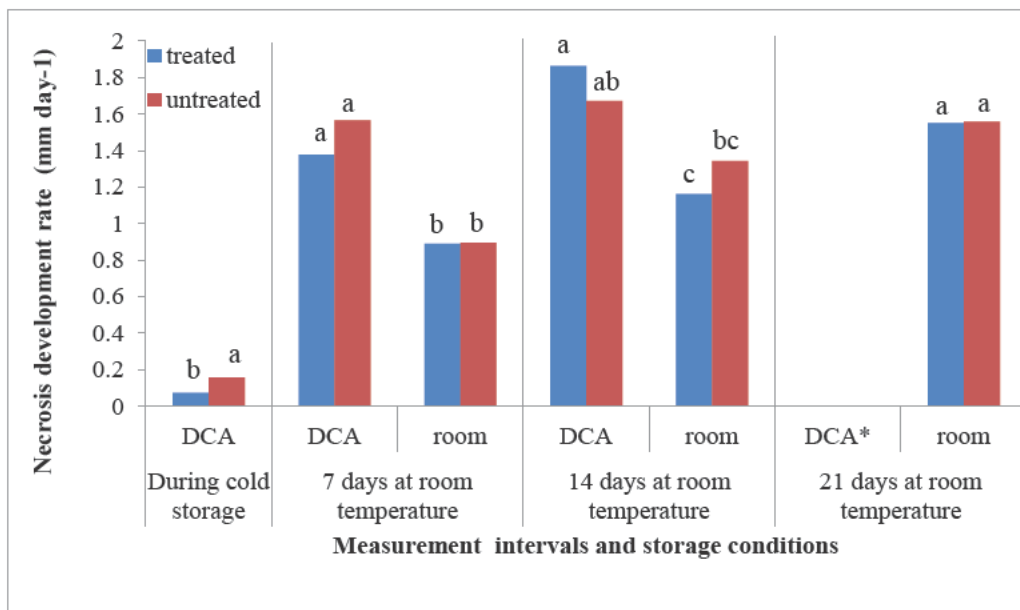 Necrosis development rate (mm day-1)
2
1.8
1.6
1.4
1.2
1
0.8
0.6
0.4
0.2
0
treated
untreated
b
a
a
a
b
b
a
ab
c
bc
a
a
DCA
DCA
room
DCA
room
DCA*
room
During cold
storage
7 days at room
temperature
14 days at room
temperature
21 days at room
temperature
Measurement intervals and storage conditions